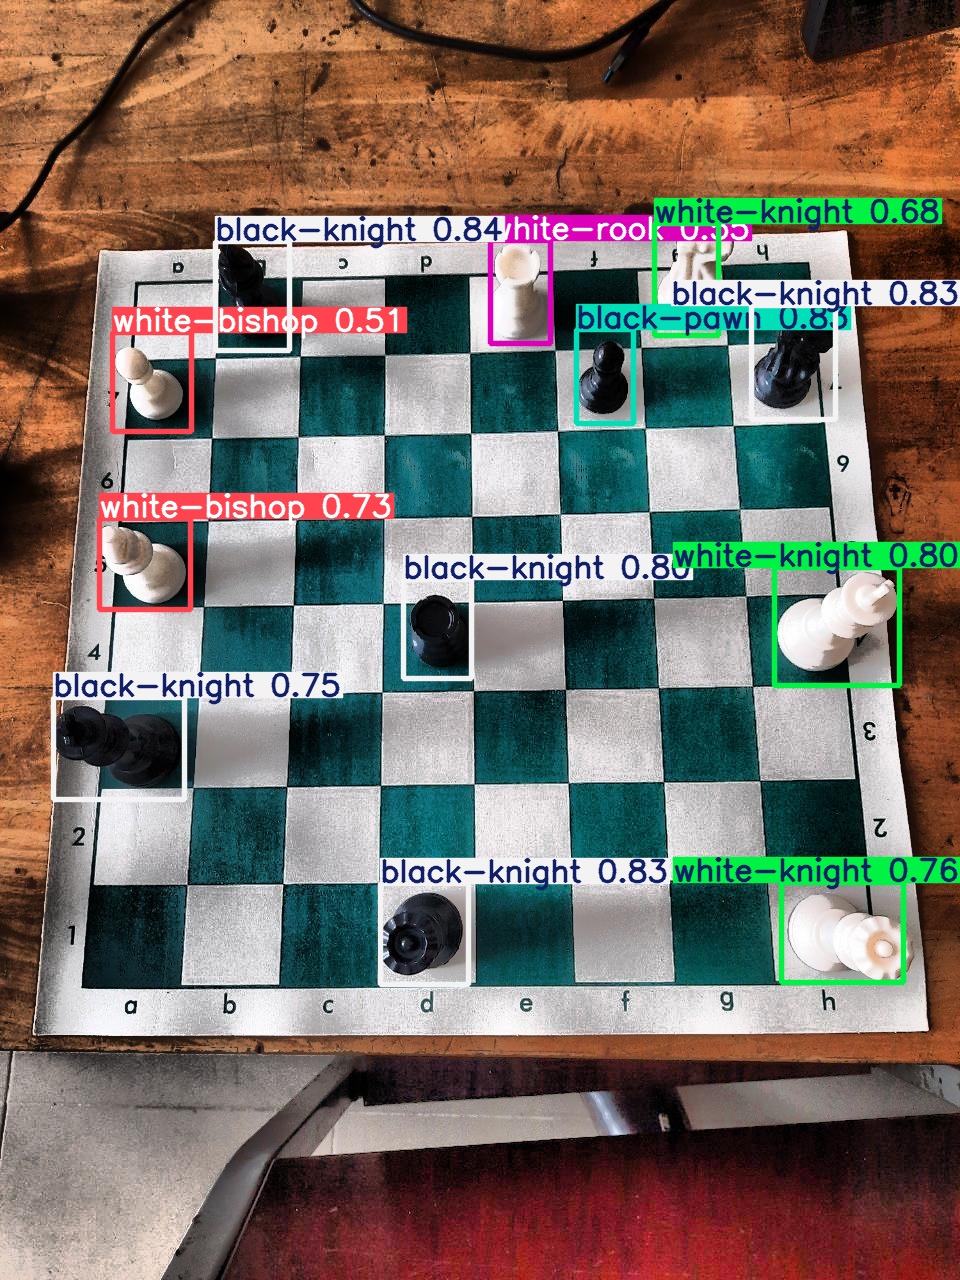 white-knight 0.68
black-knight 0.84
white-rook 0.55
a
c
d
f
h
black-knight 0.83
white-bishop 0.51
black-pawn 0.83
6
6
white-bishop 0.73
5
black-knight 0.80
white-knight 0.80
4
black-knight 0.75
3
2
2
black-knight 0.83
white-knight 0.76
1
a b c d e f g h